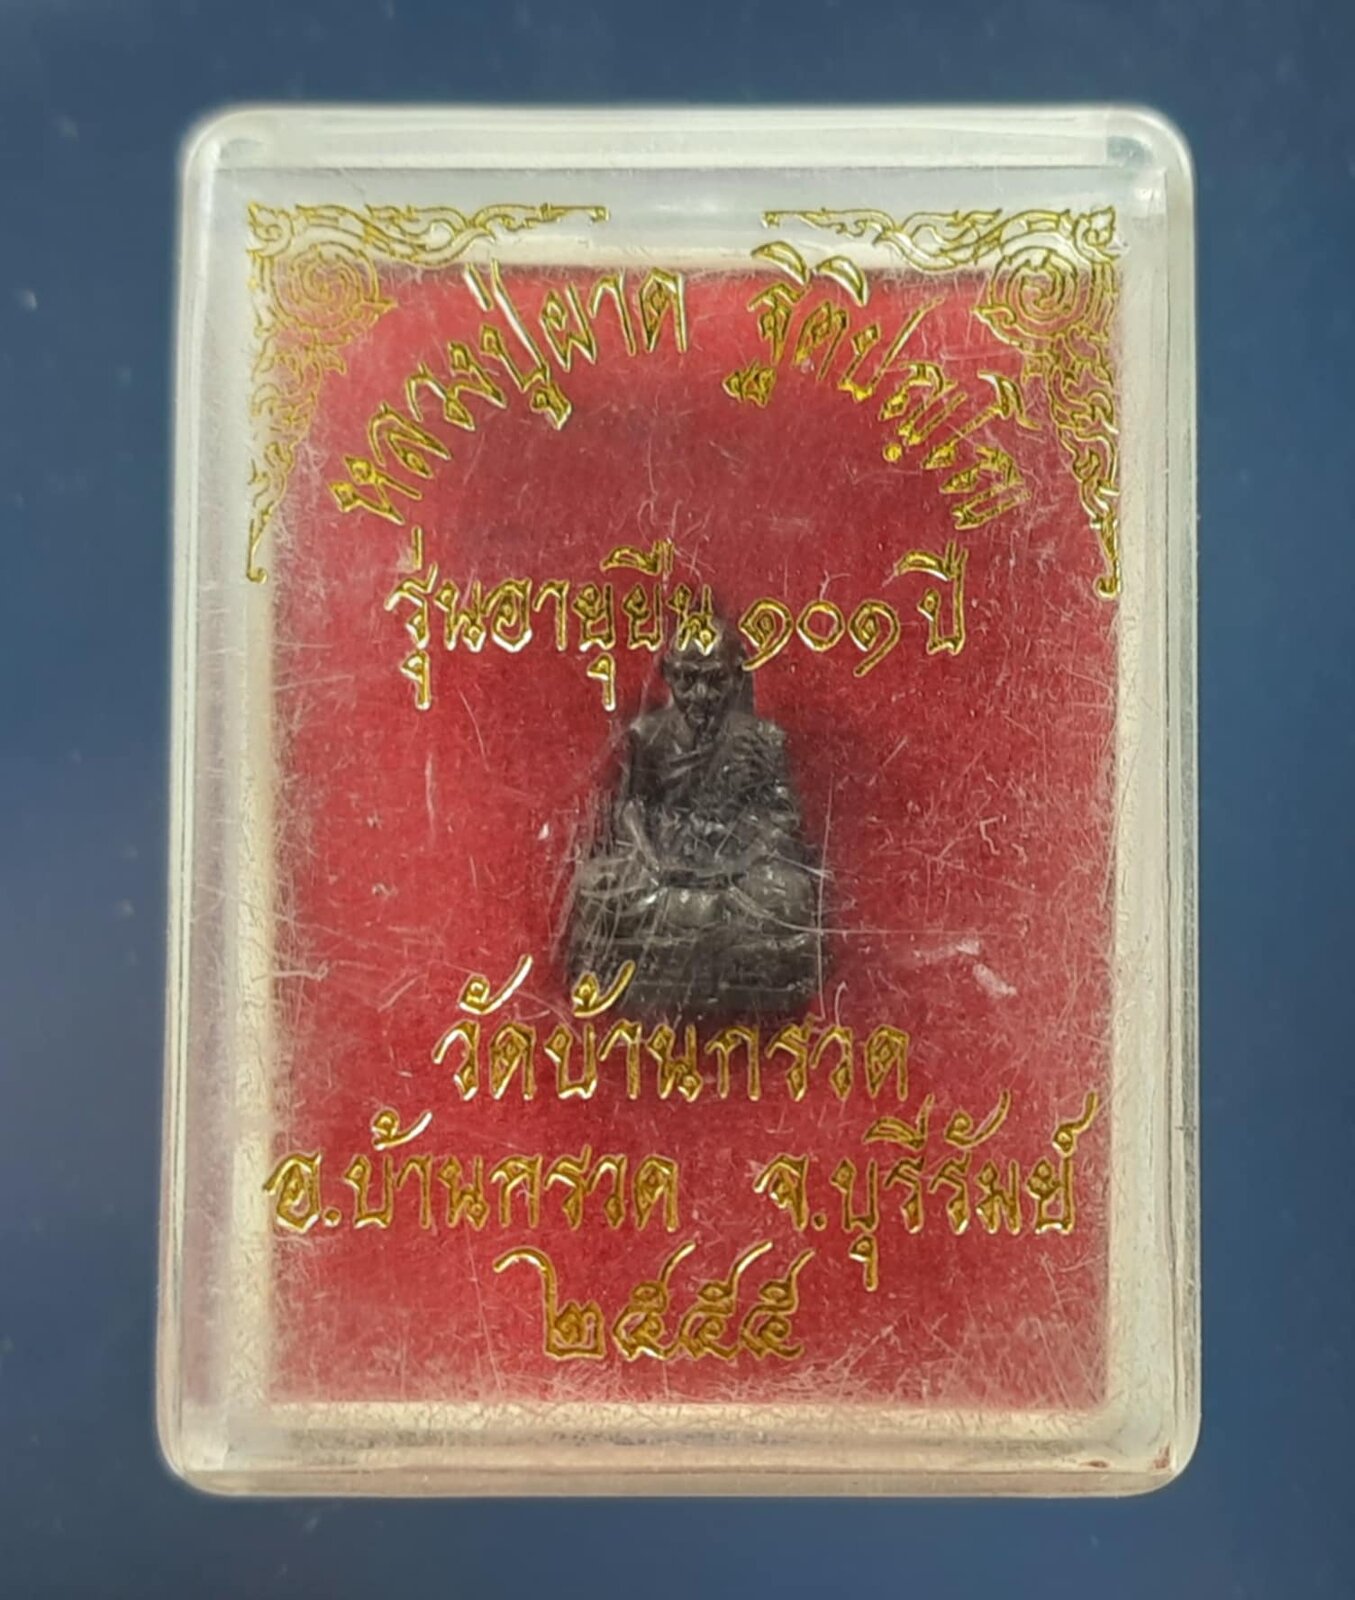 หลวงปู่ผาด ฐิติปญฺโญ
รุ่นอายุยืน ๑๐๑ ปี
วัดบ้านกรวด
อ.บ้านกรวด จ.บุรีรัมย์
๒๕๕๕